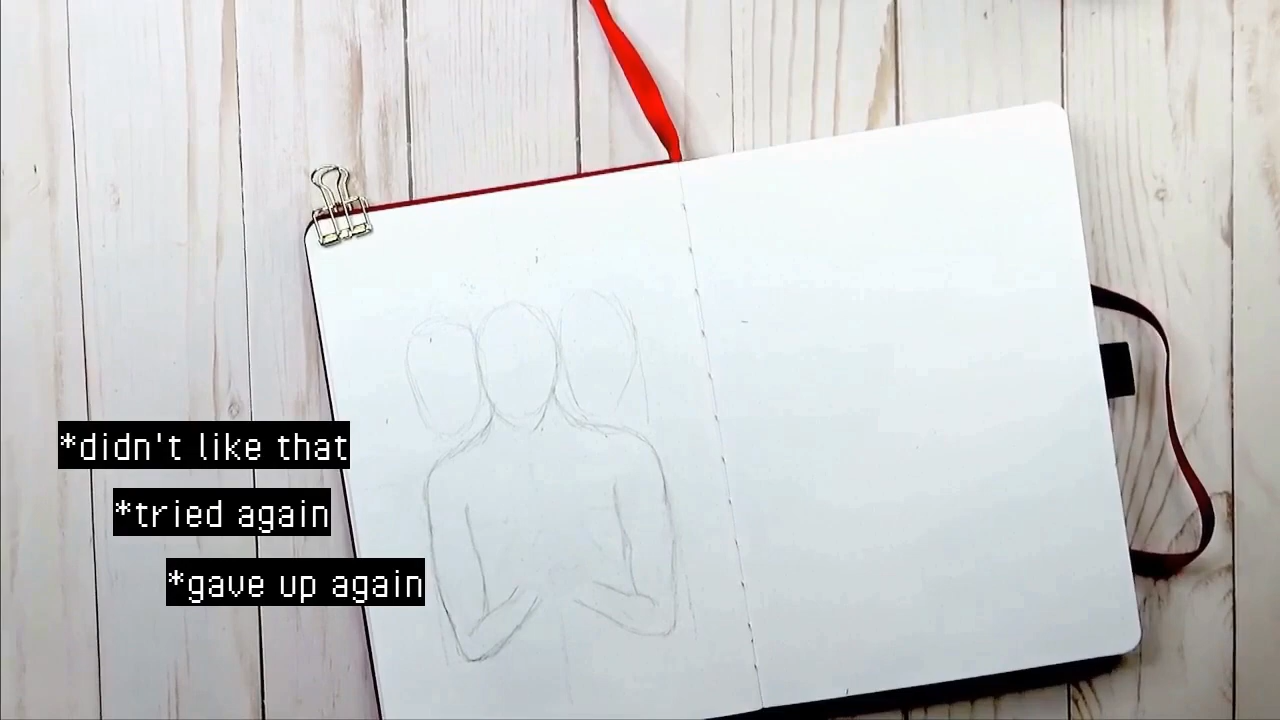 *didn't like that
*tried again
*gave up again